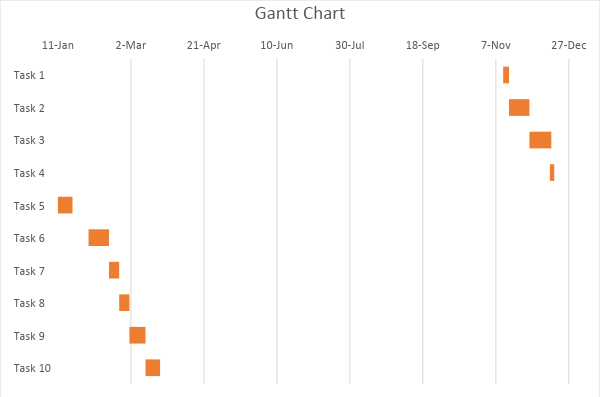 Gantt Chart
11-Jan 2-Mar 21-Apr 10-Jun 30-Jul 18-Sep 7-Nov 27-Dec
Task 1
Task 2
Task 3
Task 4
Task 5
Task 6
Task 7
Task 8
Task 9
Task 10